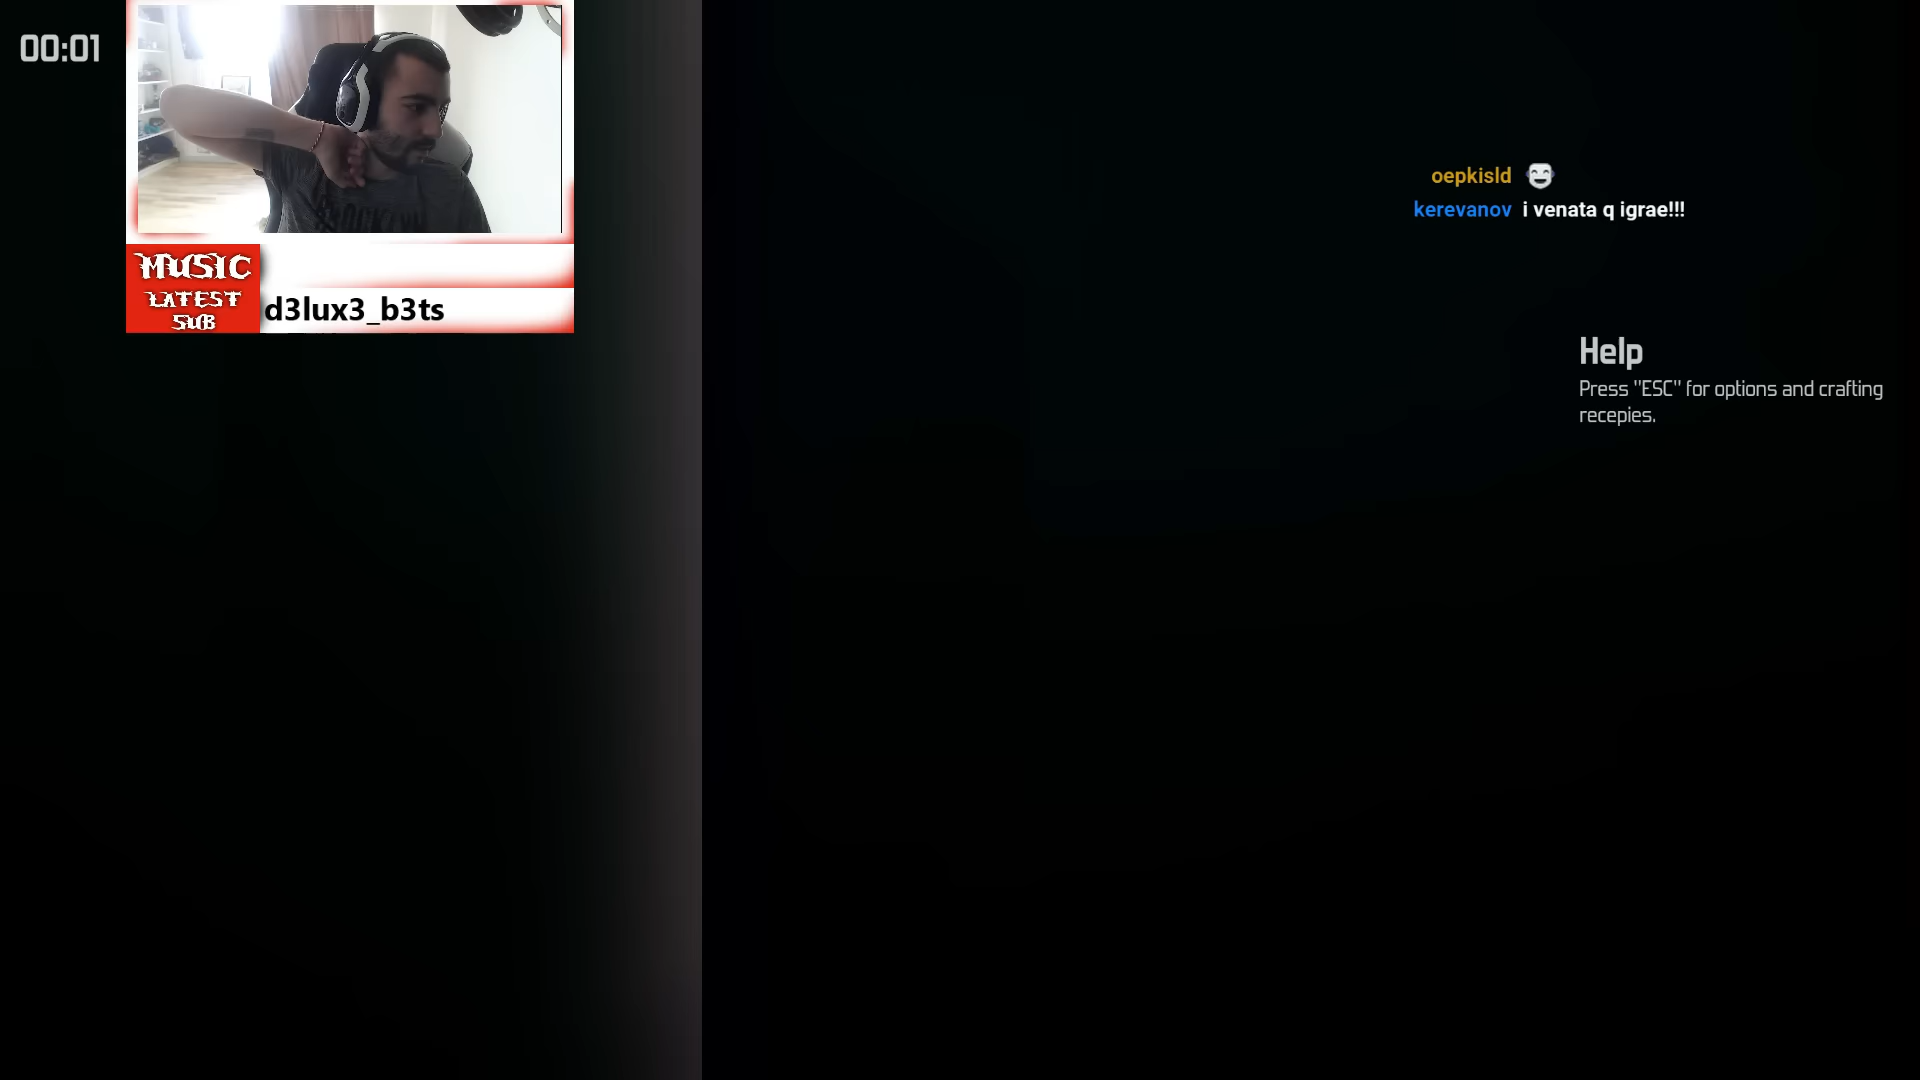 00:01
MUSIC
LATEST
SUB
d3lux3_b3ts
oepkisld
kerevanov i venata q igrae!!!
Help
Press "ESC" for options and crafting
recepies.